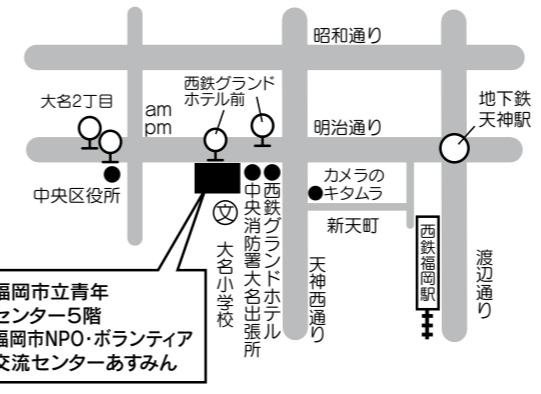 昭和通り
西鉄グランド
ホテル前
大名2丁目
am
pm
明治通り
地下鉄
天神駅
中央区役所
カメラの
キタムラ
新天町
大名小学校
文
中央消防署大名出張所
西鉄グランドホテル
天神西通り
西鉄福岡駅
渡辺通り
福岡市立青年
センター5階
福岡市NPO・ボランティア
交流センターあすみん